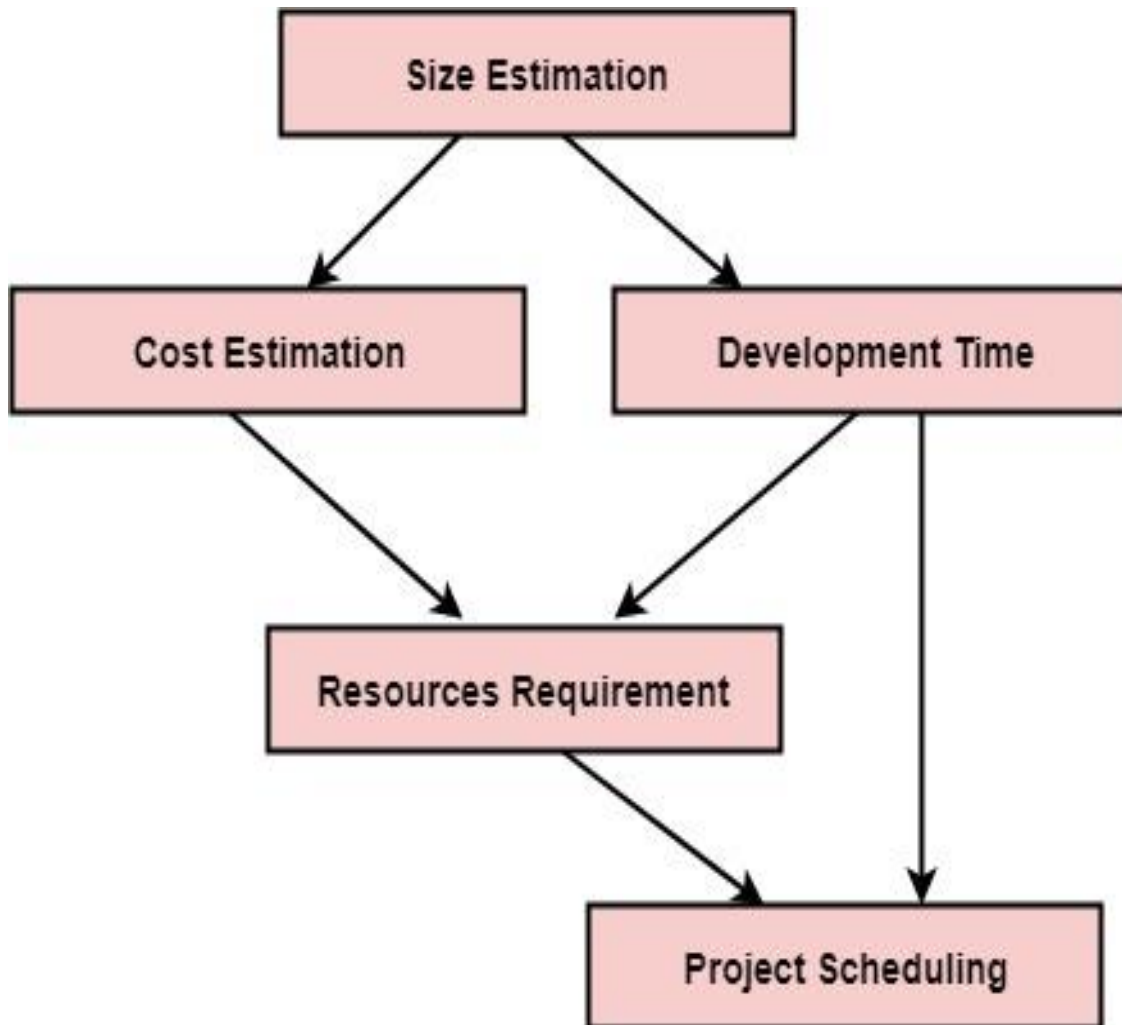 Size Estimation
Cost Estimation
Development Time
Resources Requirement
Project Scheduling